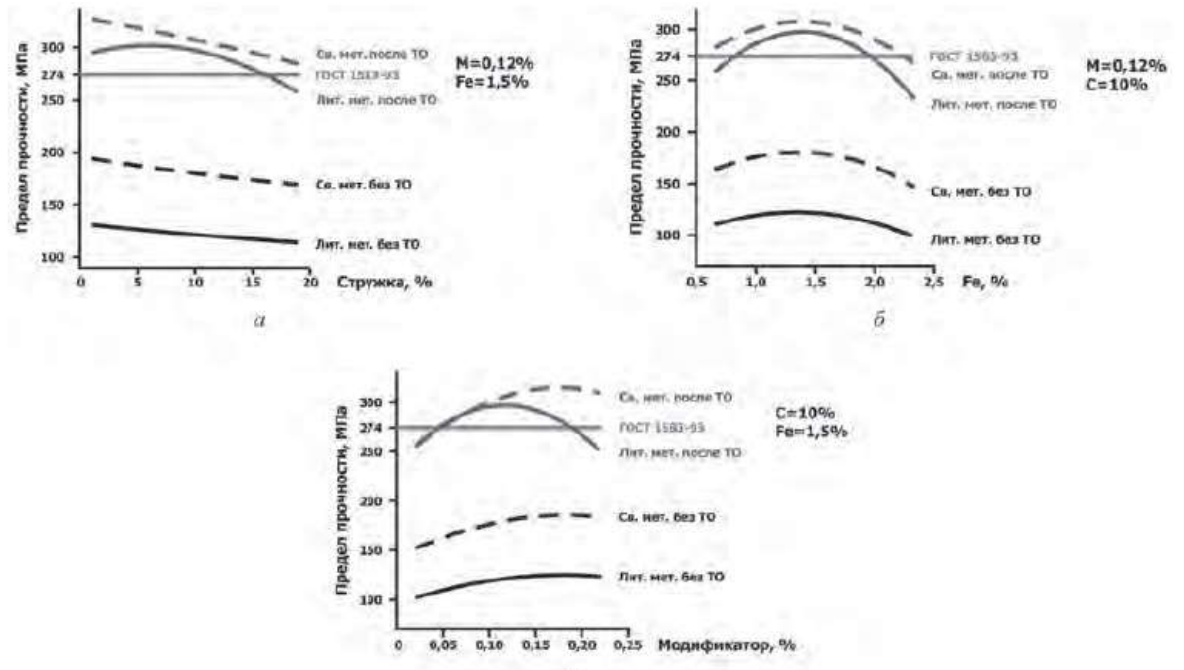 Предел прочности, МПа
300
274
250
200
150
100
0
5
10
15
20
Стружка, %
Св. мет. после ТО
ГОСТ 1583-93
Лит. мет. после ТО
Св. мет. без ТО
Лит. мет. без ТО
М=0,12%
Fe=1,5%
а
Предел прочности, МПа
300
274
250
200
150
100
0,5
1,0
1,5
2,0
2,5
Fe, %
ГОСТ 1583-93
Св. мет. после ТО
Лит. мет. после ТО
Св. мет. без ТО
Лит. мет. без ТО
М=0,12%
С=10%
б
Предел прочности, МПа
300
274
250
200
150
100
0
0,05
0,10
0,15
0,20
0,25
Модификатор, %
Св. мет. после ТО
ГОСТ 1583-93
Лит. мет. после ТО
Св. мет. без ТО
Лит. мет. без ТО
С=10%
Fe=1,5%